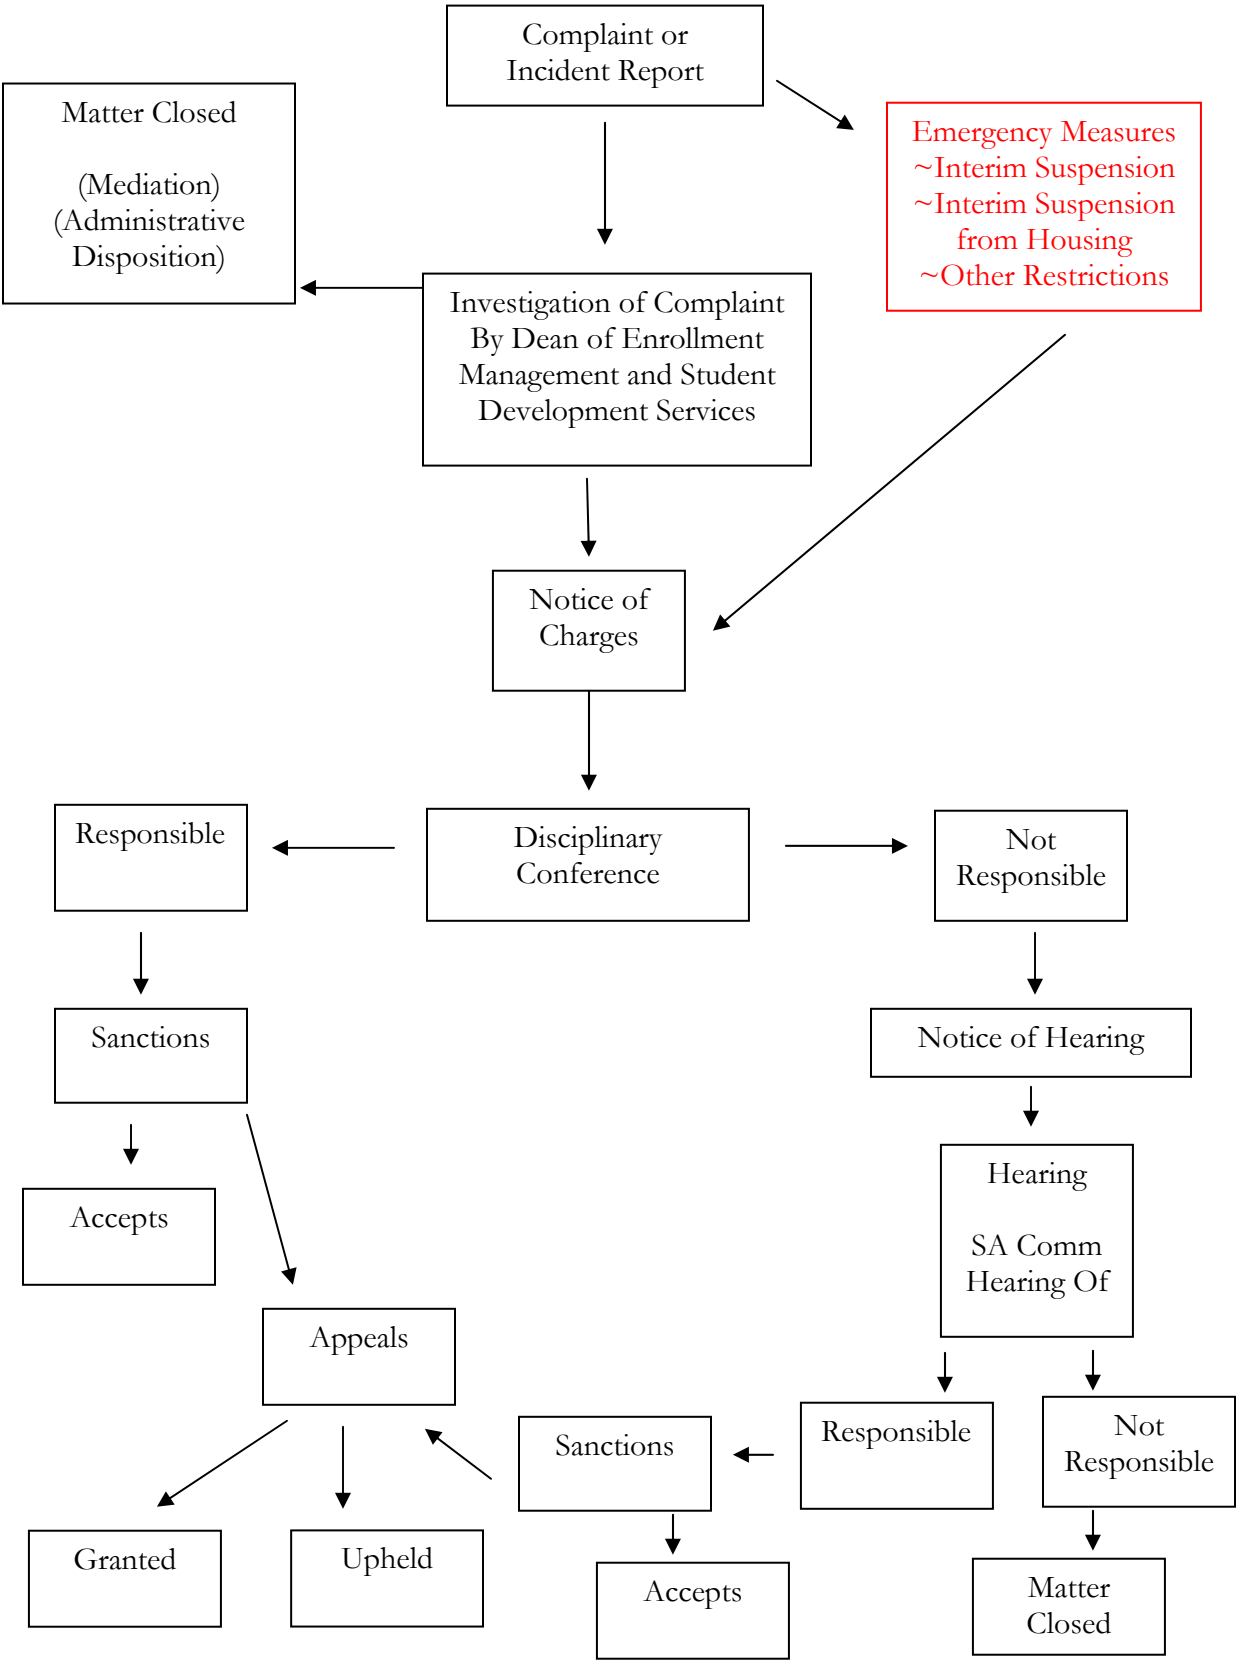 Complaint or
Incident Report
Matter Closed
(Mediation)
(Administrative
Disposition)
Emergency Measures
~Interim Suspension
~Interim Suspension
from Housing
~Other Restrictions
Investigation of Complaint
By Dean of Enrollment
Management and Student
Development Services
Notice of
Charges
Responsible
Disciplinary
Conference
Not
Responsible
Sanctions
Notice of Hearing
Accepts
Hearing
SA Comm
Hearing Of
Appeals
Sanctions
Responsible
Not
Responsible
Granted
Upheld
Accepts
Matter
Closed